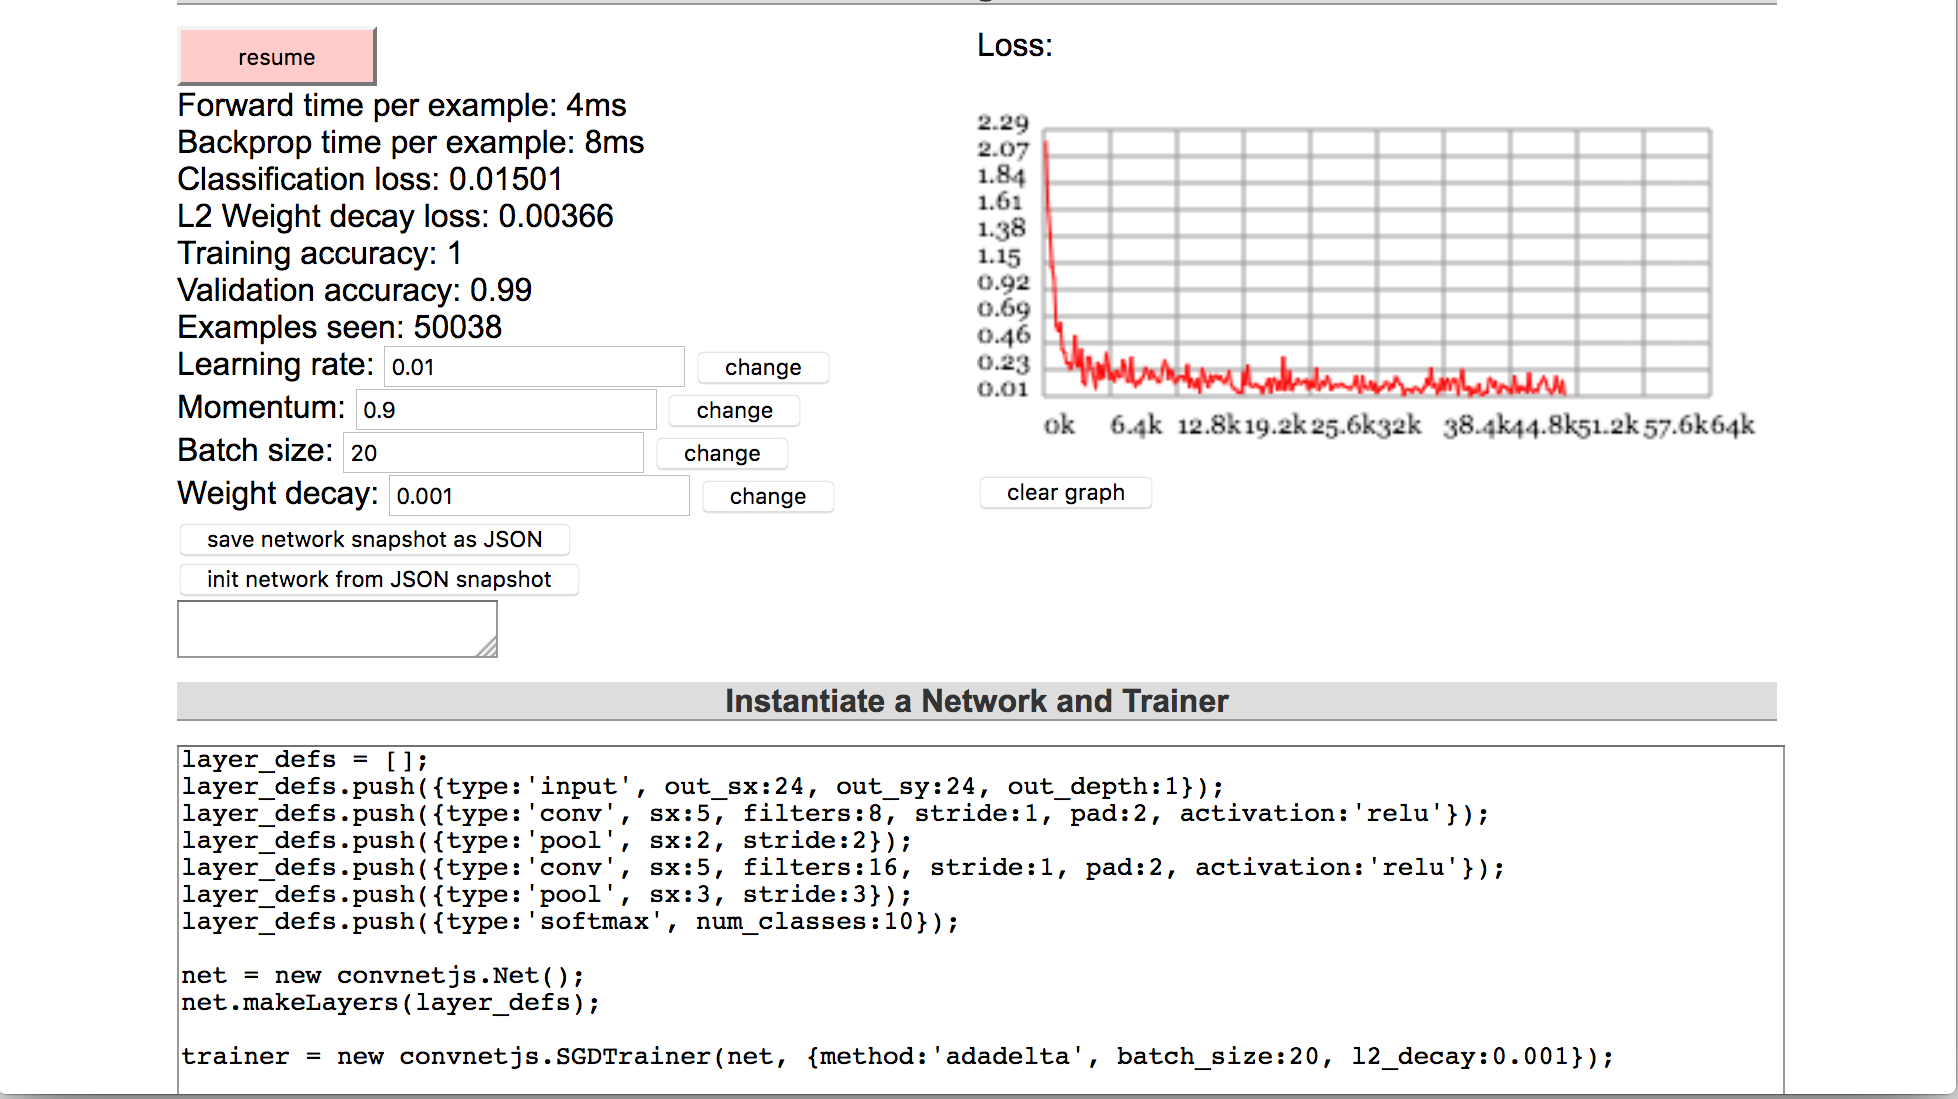 resume
Forward time per example: 4ms
Backprop time per example: 8ms
Classification loss: 0.01501
L2 Weight decay loss: 0.00366
Training accuracy: 1
Validation accuracy: 0.99
Examples seen: 50038
Learning rate: 0.01 change
Momentum: 0.9 change
Batch size: 20 change
Weight decay: 0.001 change
save network snapshot as JSON
init network from JSON snapshot
Loss:
2.29
2.07
1.84
1.61
1.38
1.15
0.92
0.69
0.46
0.23
0.01
0k 6.4k 12.8k 19.2k 25.6k 32k 38.4k 44.8k 51.2k 57.6k 64k
clear graph
Instantiate a Network and Trainer
layer_defs = [];
layer_defs.push({type:'input', out_sx:24, out_sy:24, out_depth:1});
layer_defs.push({type:'conv', sx:5, filters:8, stride:1, pad:2, activation:'relu'});
layer_defs.push({type:'pool', sx:2, stride:2});
layer_defs.push({type:'conv', sx:5, filters:16, stride:1, pad:2, activation:'relu'});
layer_defs.push({type:'pool', sx:3, stride:3});
layer_defs.push({type:'softmax', num_classes:10});
net = new convnetjs.Net();
net.makeLayers(layer_defs);
trainer = new convnetjs.SGDTrainer(net, {method:'adadelta', batch_size:20, l2_decay:0.001});